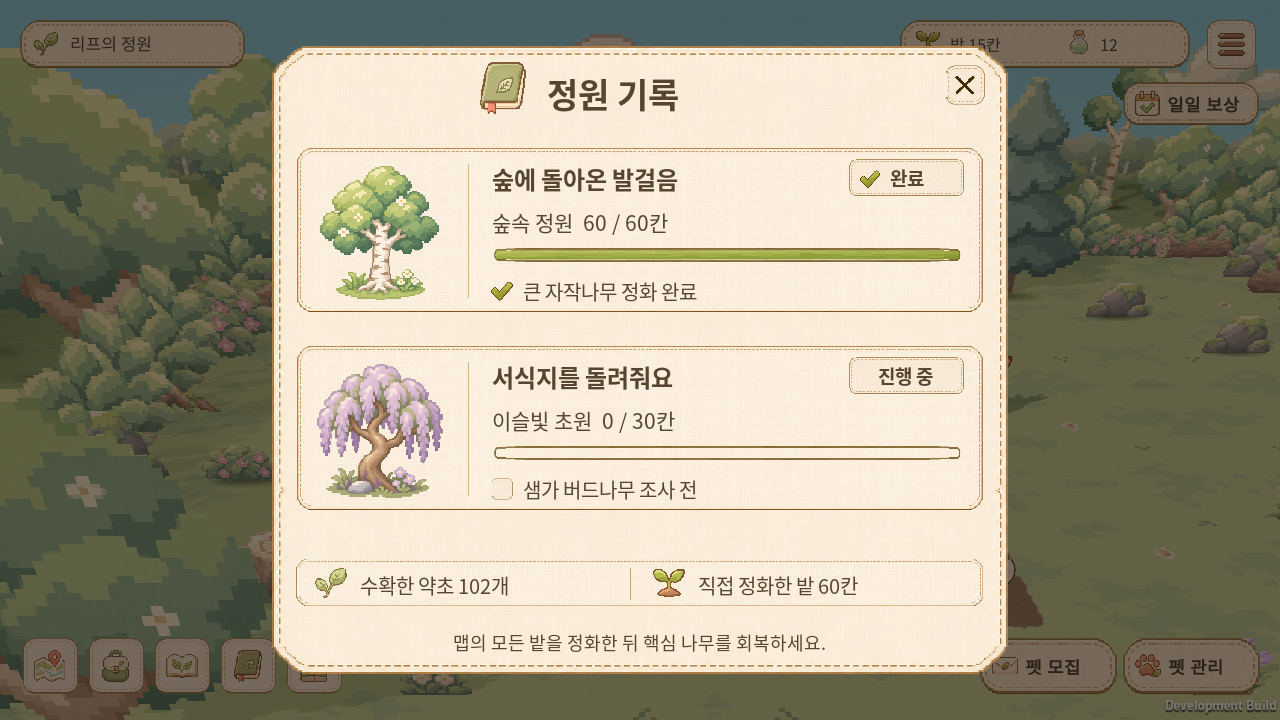 리프의 정원
밭 15칸
12
일일 보상
정원 기록
숲에 돌아온 발걸음
완료
숲속 정원 60 / 60칸
큰 자작나무 정화 완료
서식지를 돌려줘요
진행 중
이슬빛 초원 0 / 30칸
샘가 버드나무 조사 전
수확한 약초 102개
직접 정화한 밭 60칸
맵의 모든 밭을 정화한 뒤 핵심 나무를 회복하세요.
펫 모집
펫 관리
Development Build